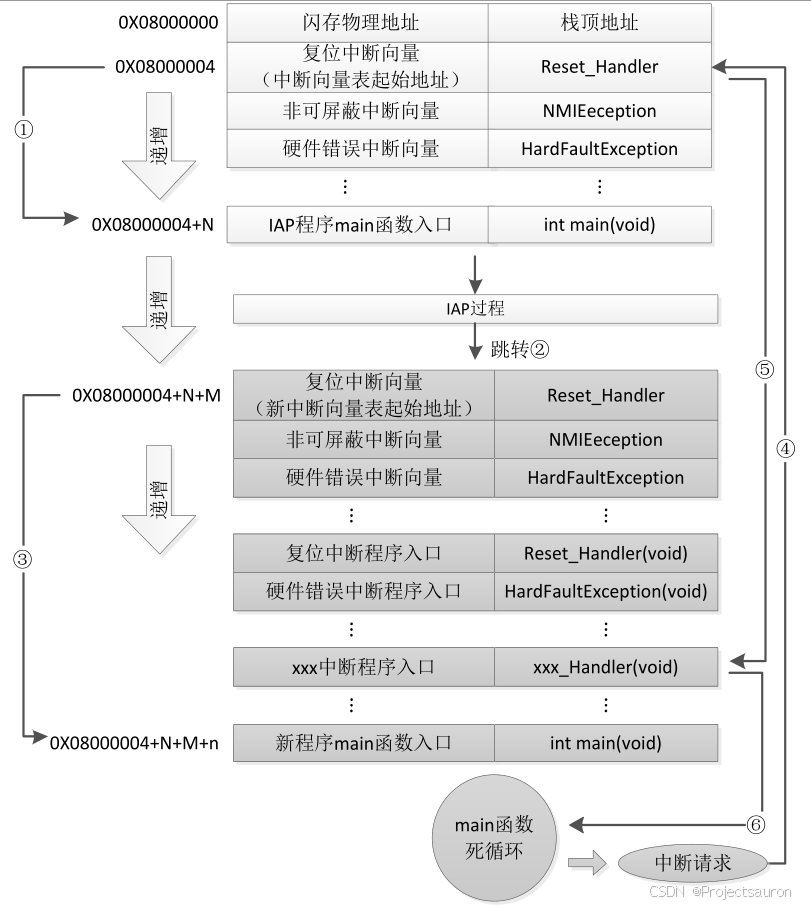 0X08000000
闪存物理地址
栈顶地址
0X08000004
复位中断向量
（中断向量表起始地址）
Reset_Handler
非可屏蔽中断向量
NMIEeception
①
递增
硬件错误中断向量
HardFaultException
⋮
⋮
0X08000004+N
IAP程序main函数入口
int main(void)
递增
IAP过程
跳转②
⑤
0X08000004+N+M
复位中断向量
（新中断向量表起始地址）
Reset_Handler
非可屏蔽中断向量
NMIEeception
④
硬件错误中断向量
HardFaultException
递增
⋮
⋮
③
复位中断程序入口
Reset_Handler(void)
硬件错误中断程序入口
HardFaultException(void)
⋮
⋮
xxx中断程序入口
xxx_Handler(void)
⋮
⋮
0X08000004+N+M+n
新程序main函数入口
int main(void)
main函数
死循环
⑥
中断请求
CSDN @Projectsauron